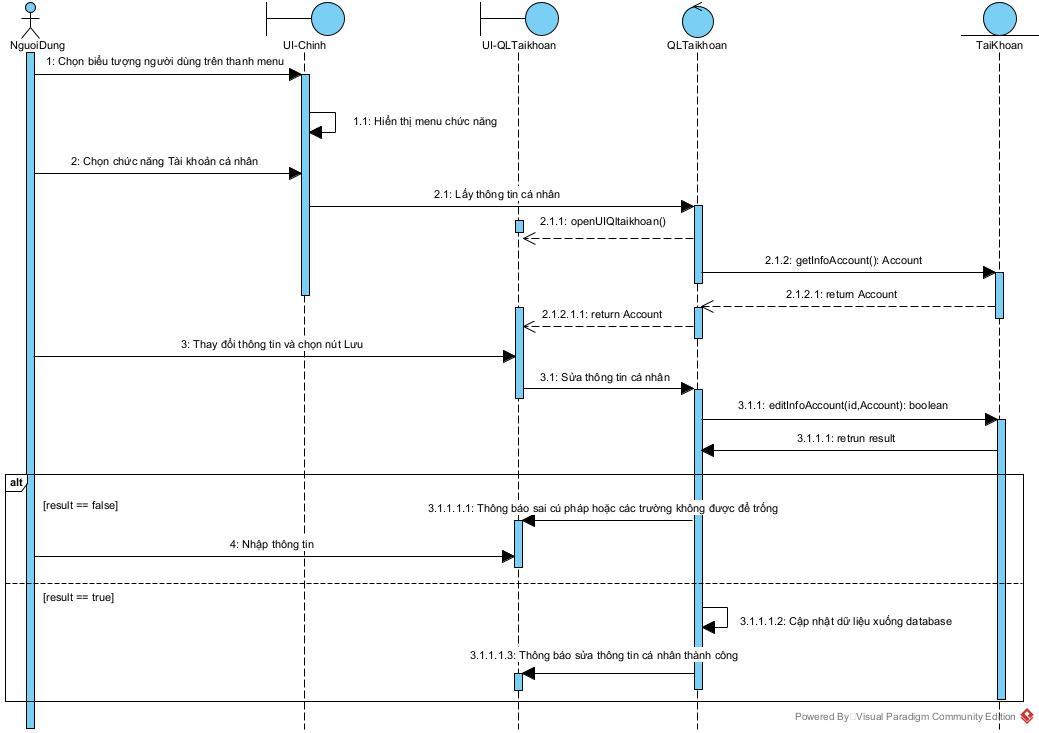 NguoiDung
UI-Chinh
UI-QLTaikhoan
QLTaikhoan
TaiKhoan
1: Chọn biểu tượng người dùng trên thanh menu
1.1: Hiển thị menu chức năng
2: Chọn chức năng Tài khoản cá nhân
2.1: Lấy thông tin cá nhân
2.1.1: openUIQltaikhoan()
2.1.2: getInfoAccount(): Account
2.1.2.1: return Account
2.1.2.1.1: return Account
3: Thay đổi thông tin và chọn nút Lưu
3.1: Sửa thông tin cá nhân
3.1.1: editInfoAccount(id,Account): boolean
3.1.1.1: retrun result
alt
[result == false]
3.1.1.1.1: Thông báo sai cú pháp hoặc các trường không được để trống
4: Nhập thông tin
[result == true]
3.1.1.1.2: Cập nhật dữ liệu xuống database
3.1.1.1.3: Thông báo sửa thông tin cá nhân thành công
Powered By Visual Paradigm Community Edition